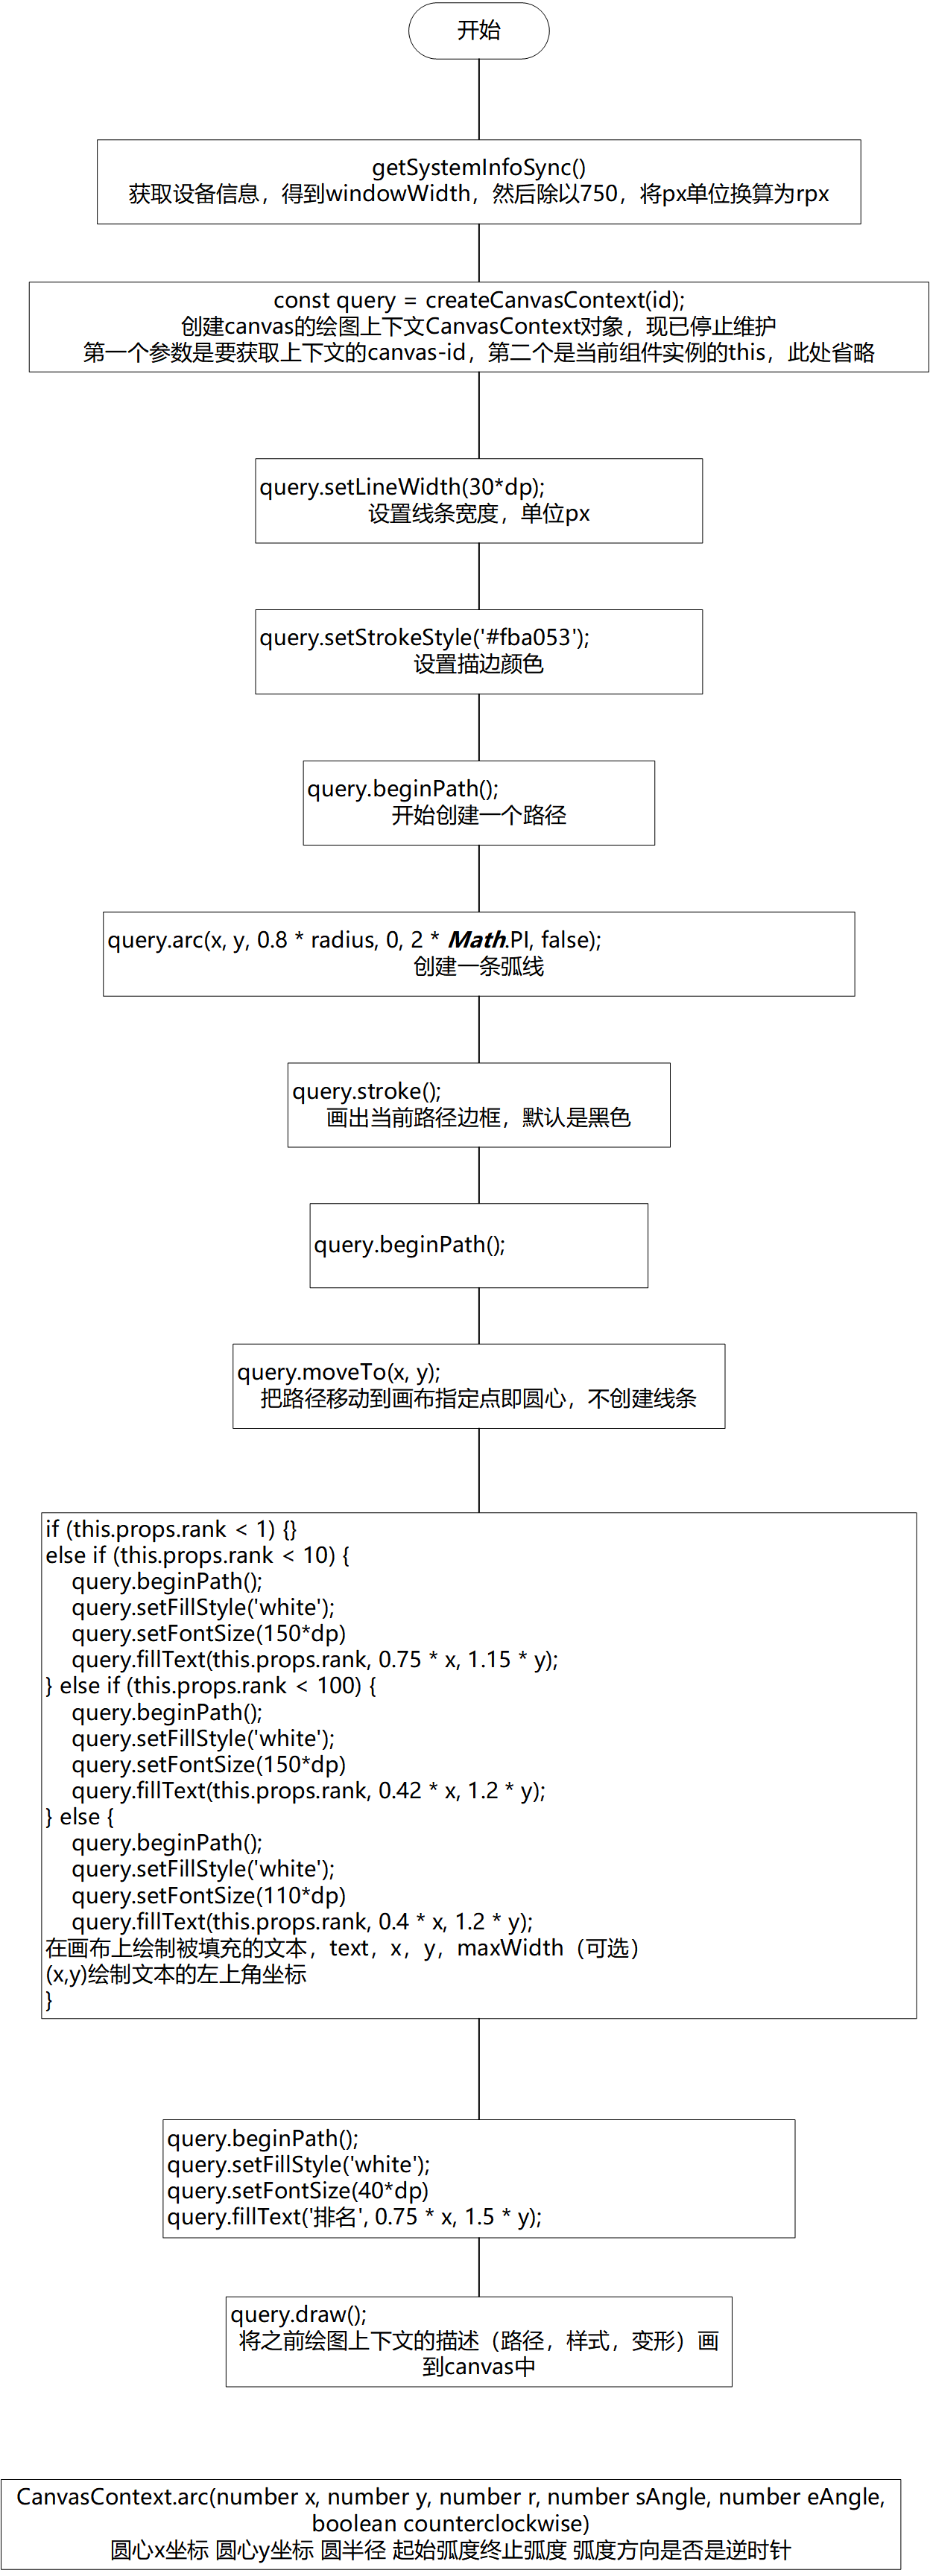 开始
getSystemInfoSync()
获取设备信息，得到windowWidth，然后除以750，将px单位换算为rpx
const query = createCanvasContext(id);
创建canvas的绘图上下文CanvasContext对象，现已停止维护
第一个参数是要获取上下文的canvas-id，第二个是当前组件实例的this，此处省略
query.setLineWidth(30*dp);
设置线条宽度，单位px
query.setStrokeStyle('#fba053');
设置描边颜色
query.beginPath();
开始创建一个路径
query.arc(x, y, 0.8 * radius, 0, 2 * Math.PI, false);
创建一条弧线
query.stroke();
画出当前路径边框，默认是黑色
query.beginPath();
query.moveTo(x, y);
把路径移动到画布指定点即圆心，不创建线条
if (this.props.rank < 1) {}
else if (this.props.rank < 10) {
    query.beginPath();
    query.setFillStyle('white');
    query.setFontSize(150*dp)
    query.fillText(this.props.rank, 0.75 * x, 1.15 * y);
} else if (this.props.rank < 100) {
    query.beginPath();
    query.setFillStyle('white');
    query.setFontSize(150*dp)
    query.fillText(this.props.rank, 0.42 * x, 1.2 * y);
} else {
    query.beginPath();
    query.setFillStyle('white');
    query.setFontSize(110*dp)
    query.fillText(this.props.rank, 0.4 * x, 1.2 * y);
在画布上绘制被填充的文本，text，x，y，maxWidth（可选）
(x,y)绘制文本的左上角坐标
}
query.beginPath();
query.setFillStyle('white');
query.setFontSize(40*dp)
query.fillText('排名', 0.75 * x, 1.5 * y);
query.draw();
将之前绘图上下文的描述（路径，样式，变形）画
到canvas中
CanvasContext.arc(number x, number y, number r, number sAngle, number eAngle,
boolean counterclockwise)
圆心x坐标 圆心y坐标 圆半径 起始弧度终止弧度 弧度方向是否是逆时针